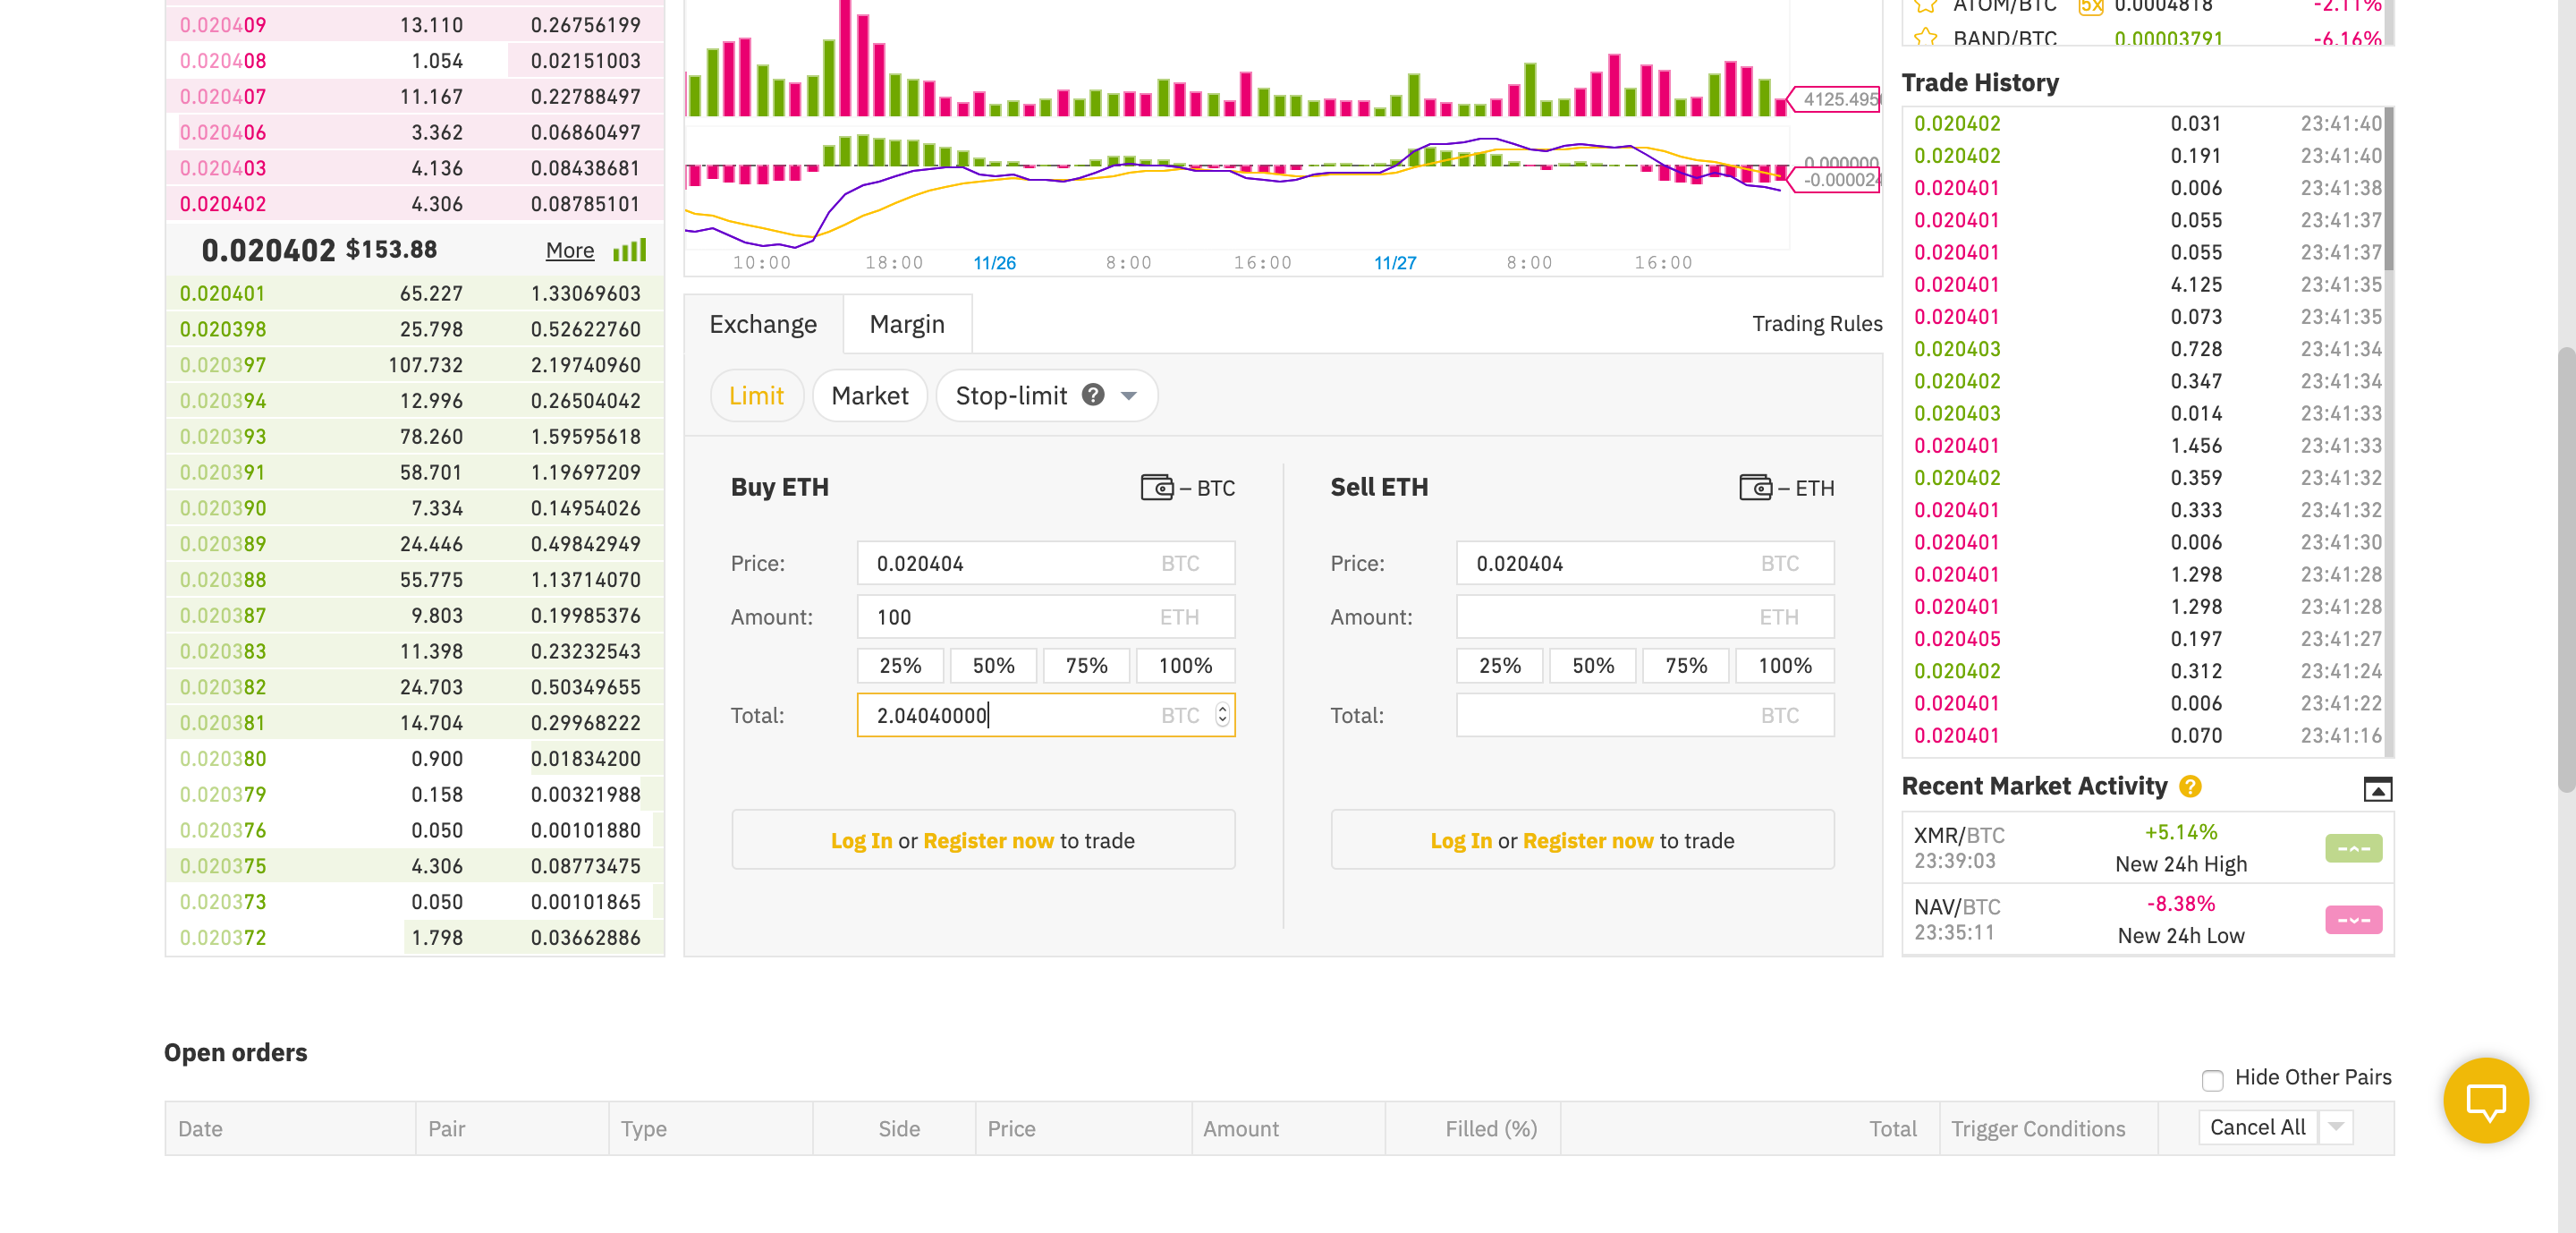 0.020409 13.110 0.26756199
0.020408 1.054 0.02151003
0.020407 11.167 0.22788497
0.020406 3.362 0.06860497
0.020403 4.136 0.08438681
0.020402 4.306 0.08785101
0.020402 $153.88 More
0.020401 65.227 1.33069603
0.020398 25.798 0.52622760
0.020397 107.732 2.19740960
0.020394 12.996 0.26504042
0.020393 78.260 1.59595618
0.020391 58.701 1.19697209
0.020390 7.334 0.14954026
0.020389 24.446 0.49842949
0.020388 55.775 1.13714070
0.020387 9.803 0.19985376
0.020383 11.398 0.23232543
0.020382 24.703 0.50349655
0.020381 14.704 0.29968222
0.020380 0.900 0.01834200
0.020379 0.158 0.00321988
0.020376 0.050 0.00101880
0.020375 4.306 0.08773475
0.020373 0.050 0.00101865
0.020372 1.798 0.03662886
4125.495
0.000000
-0.000024
10:00 18:00 11/26 8:00 16:00 11/27 8:00 16:00
Exchange Margin Trading Rules
Limit Market Stop-limit ?
Buy ETH – BTC
Price: 0.020404 BTC
Amount: 100 ETH
25% 50% 75% 100%
Total: 2.04040000 BTC
Log In or Register now to trade
Sell ETH – ETH
Price: 0.020404 BTC
Amount: ETH
25% 50% 75% 100%
Total: BTC
Log In or Register now to trade
ATOM/BTC 5x 0.0004818 -2.11%
BAND/BTC 0.00003791 -6.16%
Trade History
0.020402 0.031 23:41:40
0.020402 0.191 23:41:40
0.020401 0.006 23:41:38
0.020401 0.055 23:41:37
0.020401 0.055 23:41:37
0.020401 4.125 23:41:35
0.020401 0.073 23:41:35
0.020403 0.728 23:41:34
0.020402 0.347 23:41:34
0.020403 0.014 23:41:33
0.020401 1.456 23:41:33
0.020402 0.359 23:41:32
0.020401 0.333 23:41:32
0.020401 0.006 23:41:30
0.020401 1.298 23:41:28
0.020401 1.298 23:41:28
0.020405 0.197 23:41:27
0.020402 0.312 23:41:24
0.020401 0.006 23:41:22
0.020401 0.070 23:41:16
Recent Market Activity ?
XMR/BTC +5.14%
23:39:03 New 24h High
NAV/BTC -8.38%
23:35:11 New 24h Low
Open orders
Hide Other Pairs
Date Pair Type Side Price Amount Filled (%) Total Trigger Conditions Cancel All